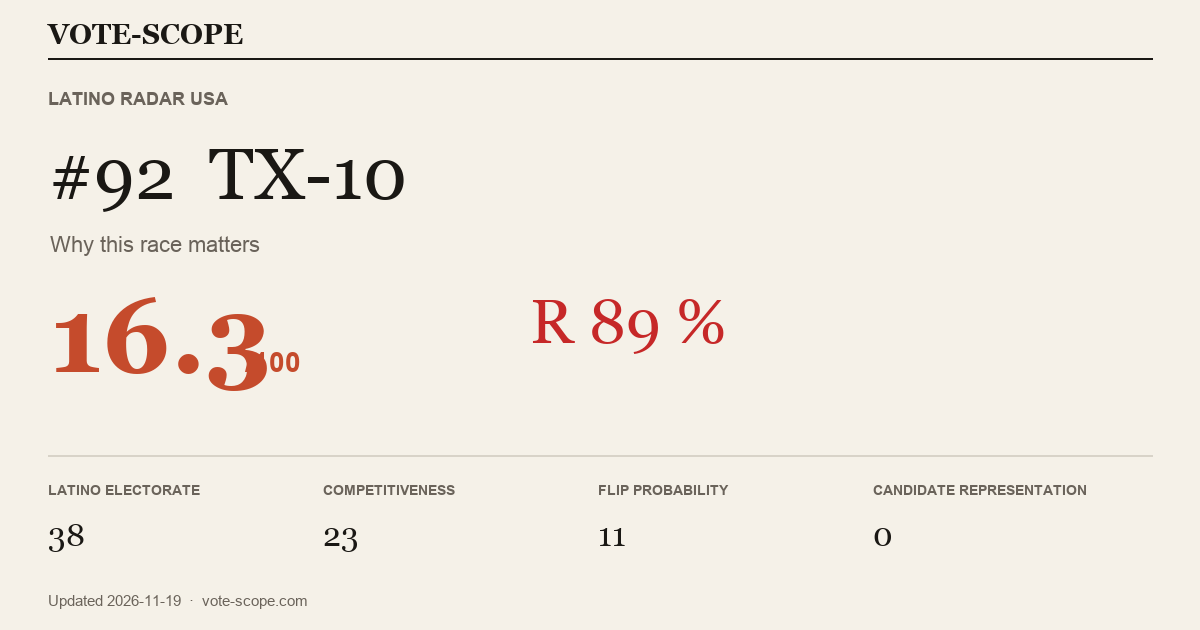 VOTE-SCOPE
LATINO RADAR USA
#92 TX-10
Why this race matters
16.3 /100
R 89 %
LATINO ELECTORATE
COMPETITIVENESS
FLIP PROBABILITY
CANDIDATE REPRESENTATION
38
23
11
0
Updated 2026-11-19 · vote-scope.com